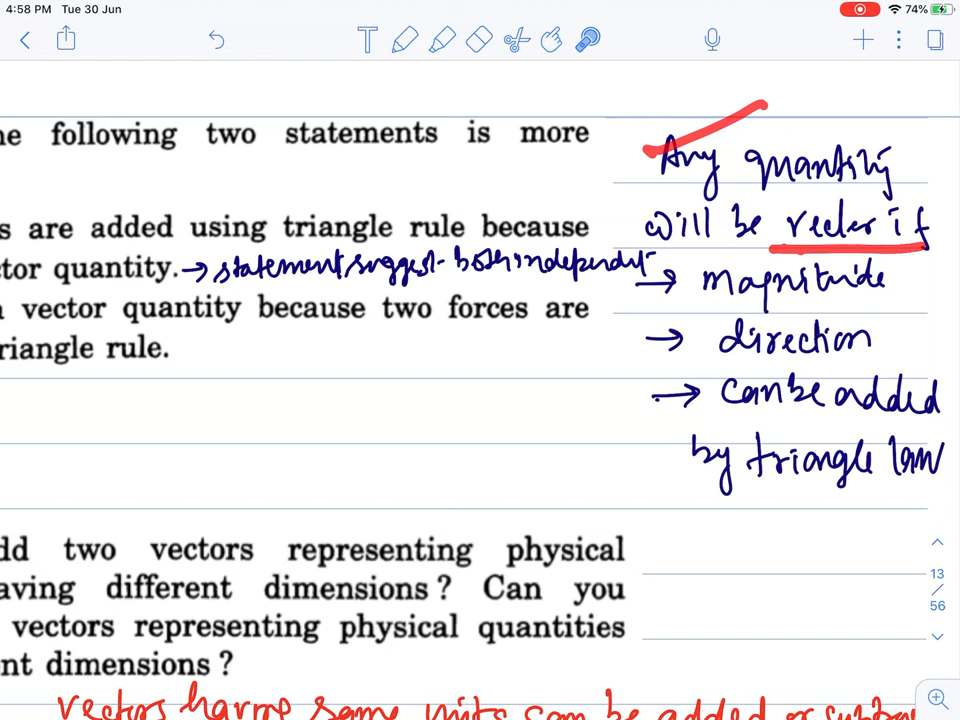 4:58 PM Tue 30 Jun
74%
ne following two statements is more
s are added using triangle rule because
tor quantity. → statement suggest both independent
vector quantity because two forces are
riangle rule.
Any quantity
will be vector if
→ magnitude
→ direction
→ can be added
by triangle law
dd two vectors representing physical
aving different dimensions ? Can you
vectors representing physical quantities
nt dimensions ?
vectors having same units can be added or subtra
13
/
56